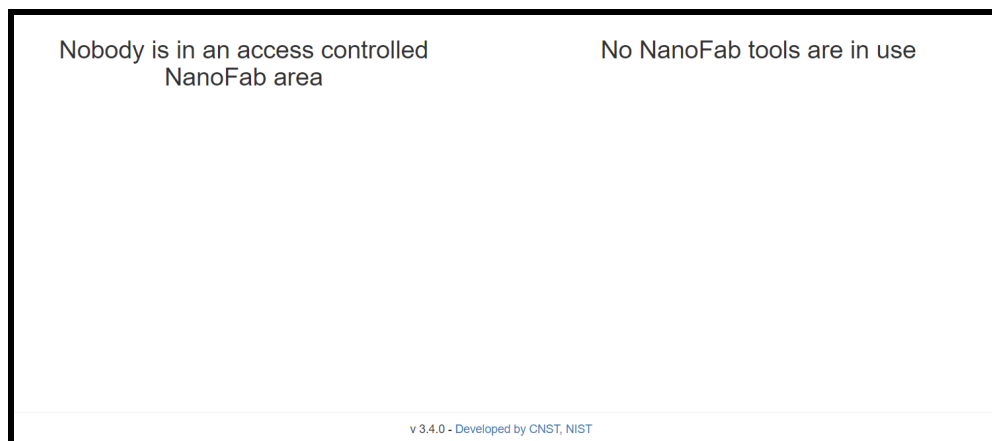 Nobody is in an access controlled
NanoFab area
No NanoFab tools are in use
v 3.4.0 - Developed by CNST, NIST